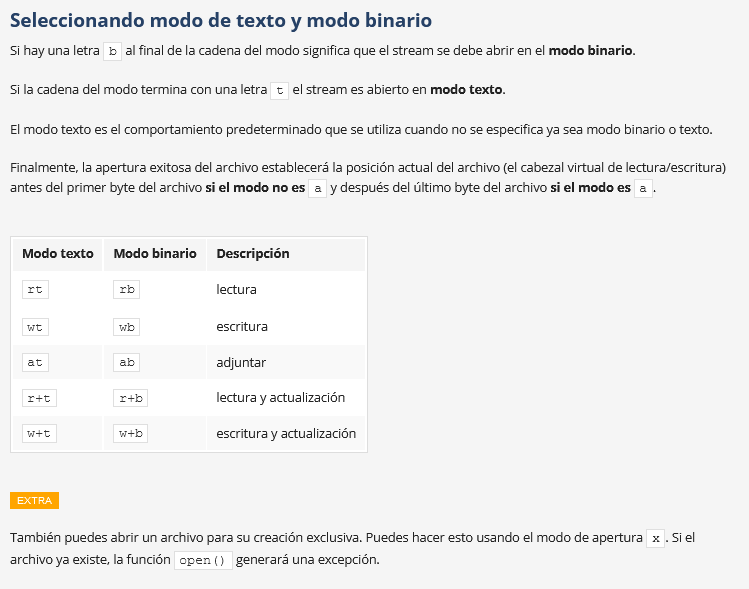 Seleccionando modo de texto y modo binario
Si hay una letra b al final de la cadena del modo significa que el stream se debe abrir en el modo binario.
Si la cadena del modo termina con una letra t el stream es abierto en modo texto.
El modo texto es el comportamiento predeterminado que se utiliza cuando no se especifica ya sea modo binario o texto.
Finalmente, la apertura exitosa del archivo establecerá la posición actual del archivo (el cabezal virtual de lectura/escritura)
antes del primer byte del archivo si el modo no es a y después del último byte del archivo si el modo es a.
Modo texto Modo binario Descripción
rt rb lectura
wt wb escritura
at ab adjuntar
r+t r+b lectura y actualización
w+t w+b escritura y actualización
EXTRA
También puedes abrir un archivo para su creación exclusiva. Puedes hacer esto usando el modo de apertura x. Si el
archivo ya existe, la función open() generará una excepción.